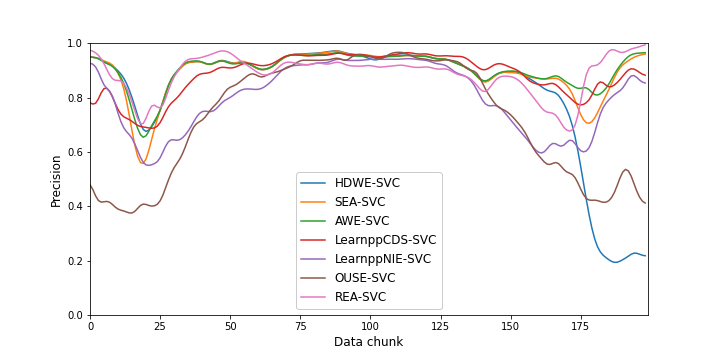 1.0
0.8
0.6
0.4
0.2
0.0
Precision
HDWE-SVC
SEA-SVC
AWE-SVC
LearnppCDS-SVC
LearnppNIE-SVC
OUSE-SVC
REA-SVC
0 25 50 75 100 125 150 175
Data chunk